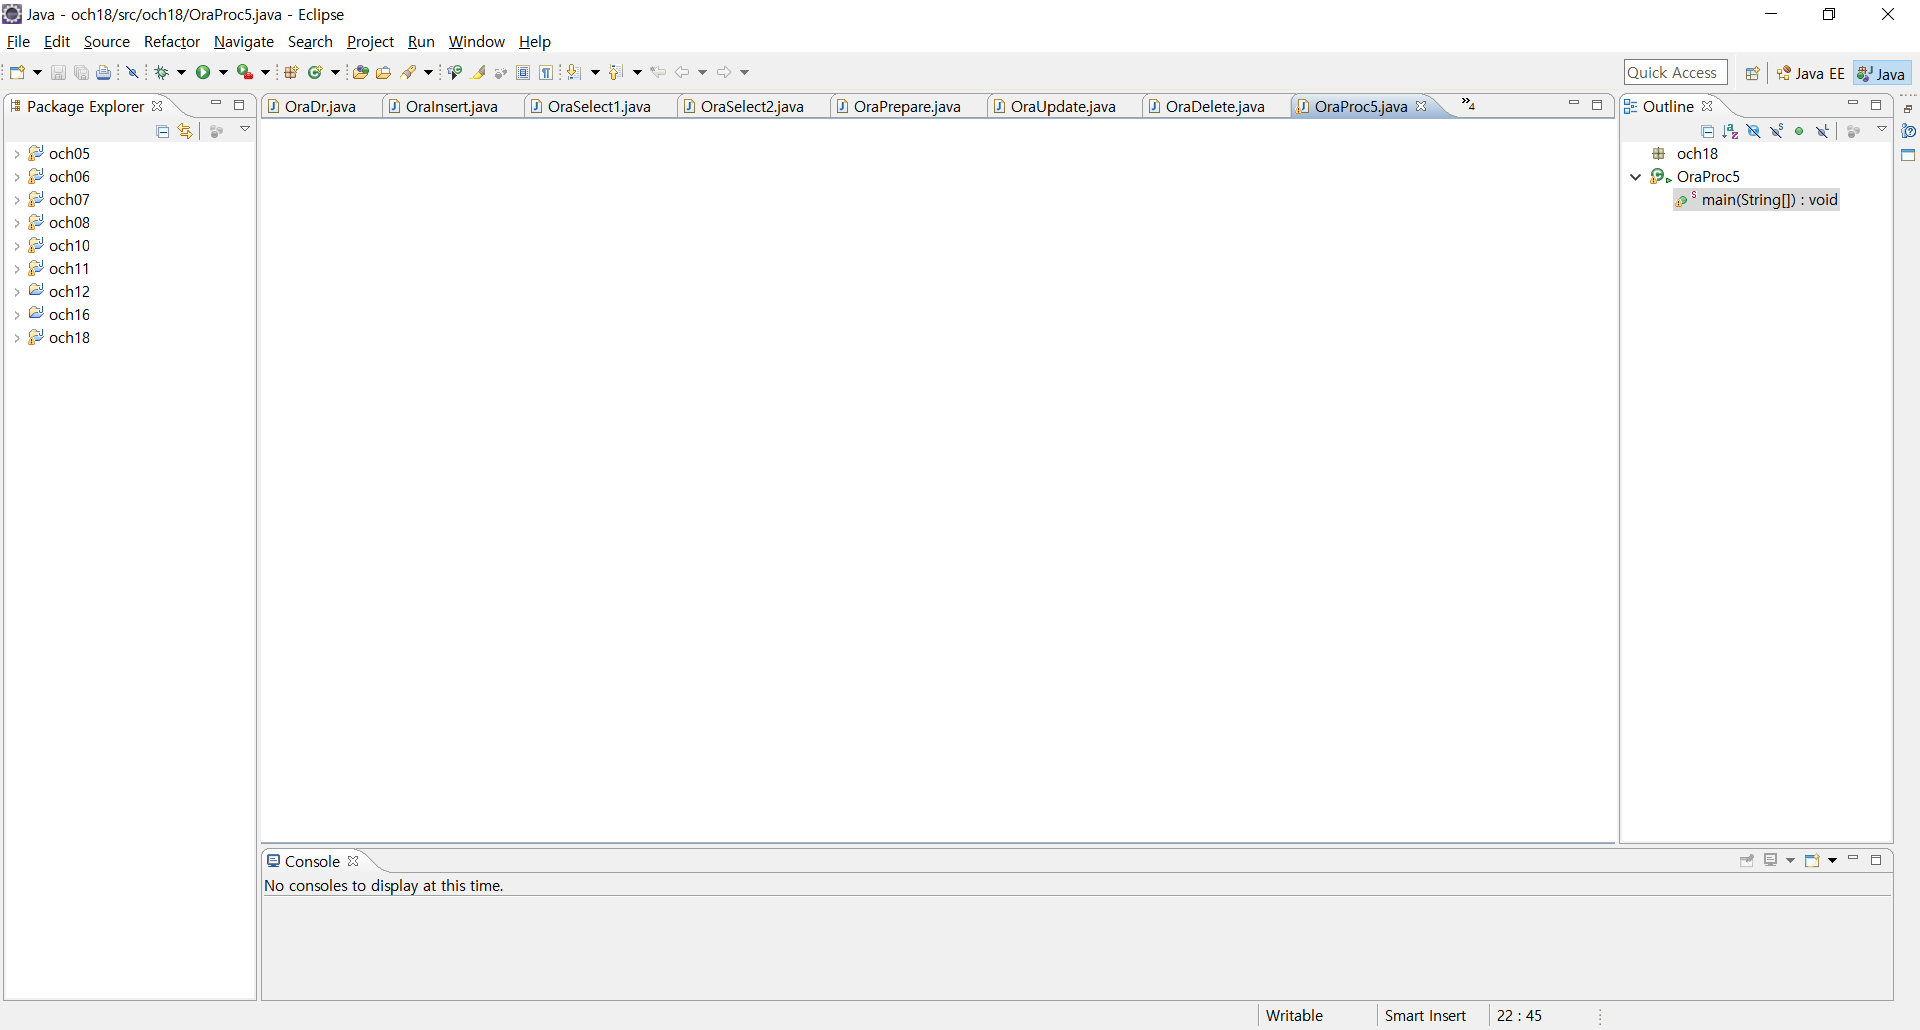 Java - och18/src/och18/OraProc5.java - Eclipse
File Edit Source Refactor Navigate Search Project Run Window Help
Quick Access Java EE Java
Package Explorer
och05
och06
och07
och08
och10
och11
och12
och16
och18
OraDr.java OraInsert.java OraSelect1.java OraSelect2.java OraPrepare.java OraUpdate.java OraDelete.java OraProc5.java »4
Outline
och18
OraProc5
main(String[]) : void
Console
No consoles to display at this time.
Writable Smart Insert 22 : 45